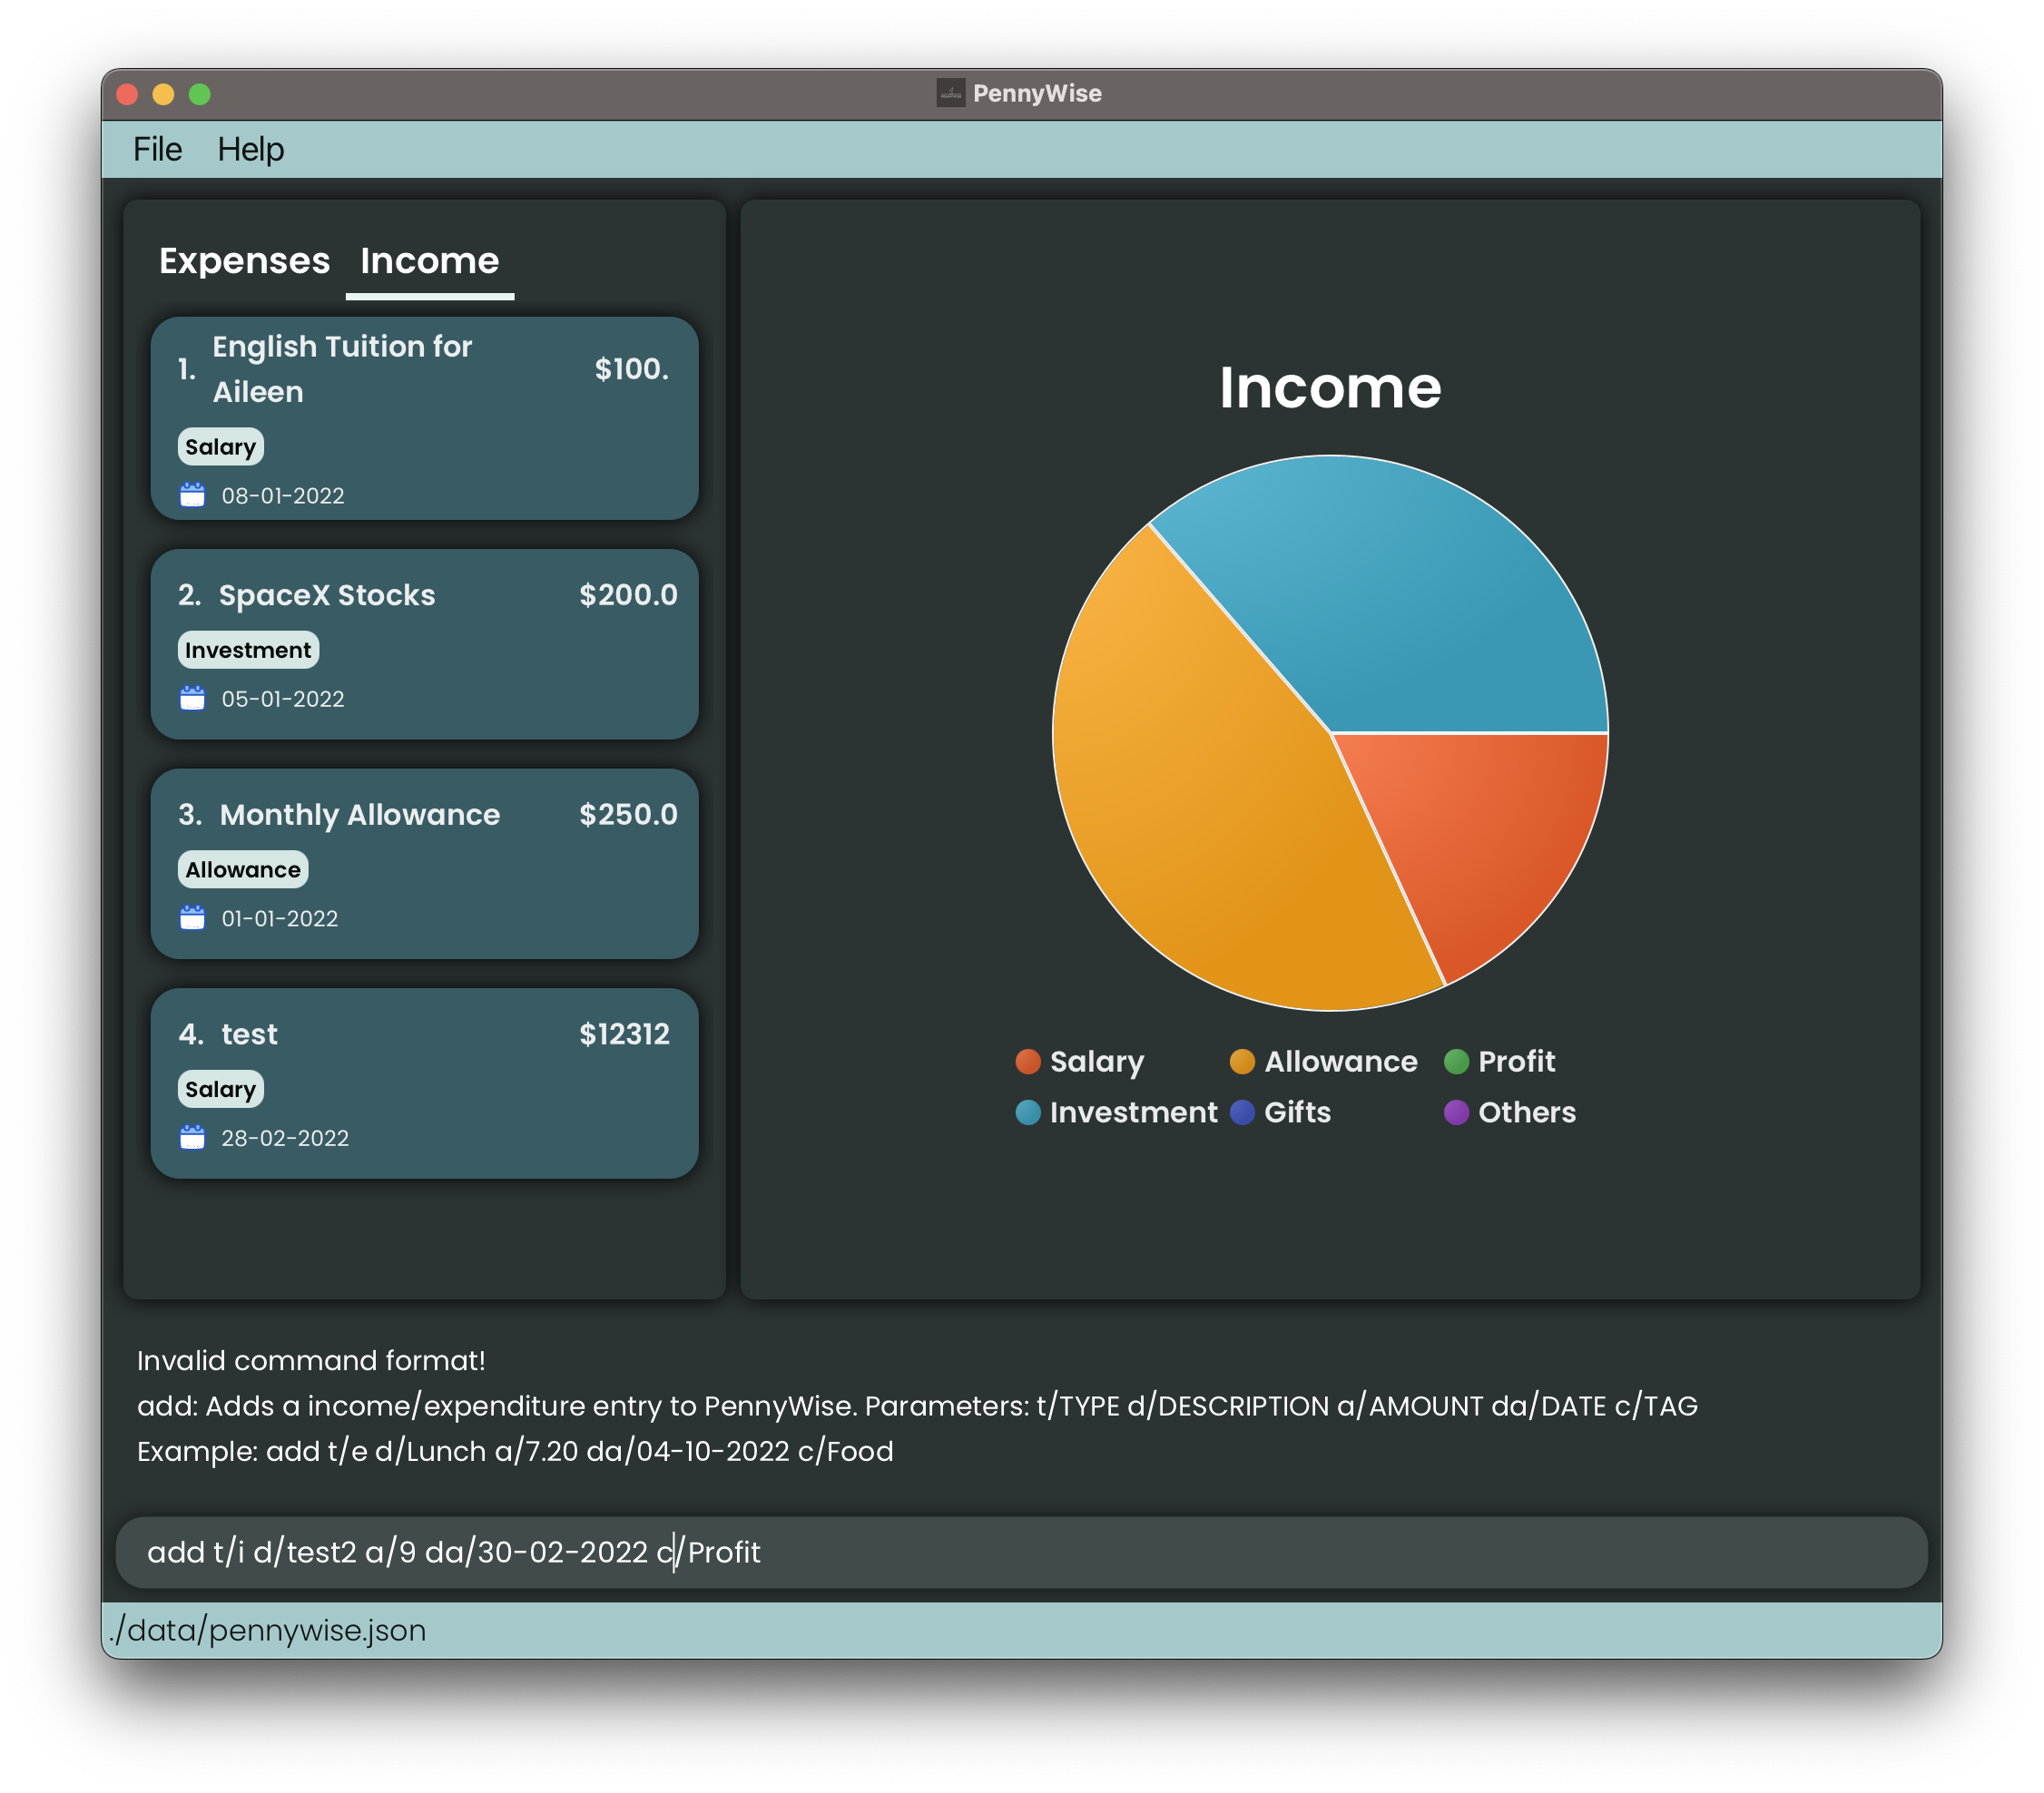 PennyWise
File Help
Expenses Income
1. English Tuition for Aileen $100.
Salary
08-01-2022
2. SpaceX Stocks $200.0
Investment
05-01-2022
3. Monthly Allowance $250.0
Allowance
01-01-2022
4. test $12312
Salary
28-02-2022
Income
Salary Allowance Profit
Investment Gifts Others
Invalid command format!
add: Adds a income/expenditure entry to PennyWise. Parameters: t/TYPE d/DESCRIPTION a/AMOUNT da/DATE c/TAG
Example: add t/e d/Lunch a/7.20 da/04-10-2022 c/Food
add t/i d/test2 a/9 da/30-02-2022 c/Profit
./data/pennywise.json